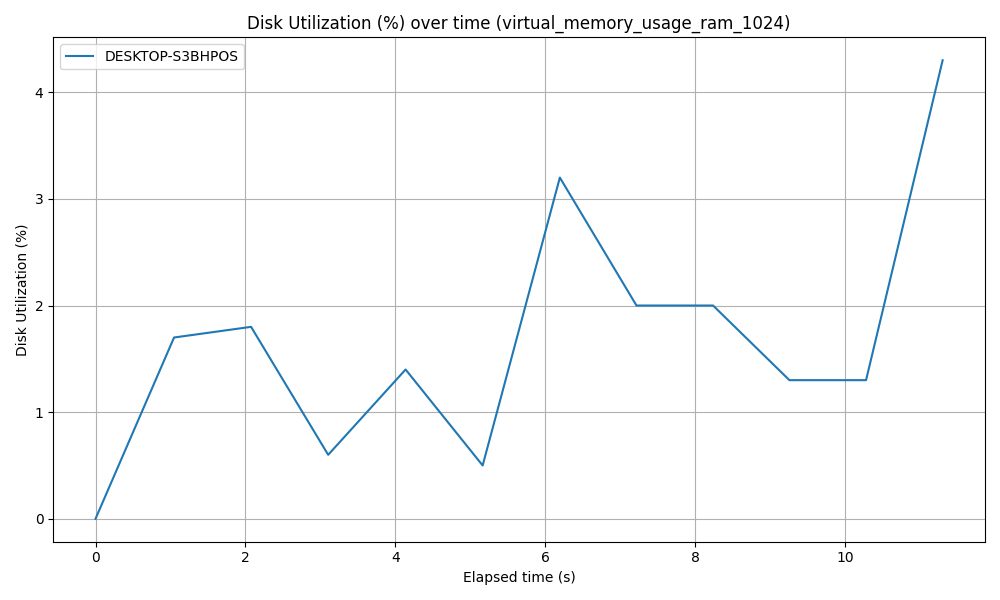 Disk Utilization (%) over time (virtual_memory_usage_ram_1024)
DESKTOP-S3BHPOS
Disk Utilization (%)
4
3
2
1
0
0 2 4 6 8 10
Elapsed time (s)